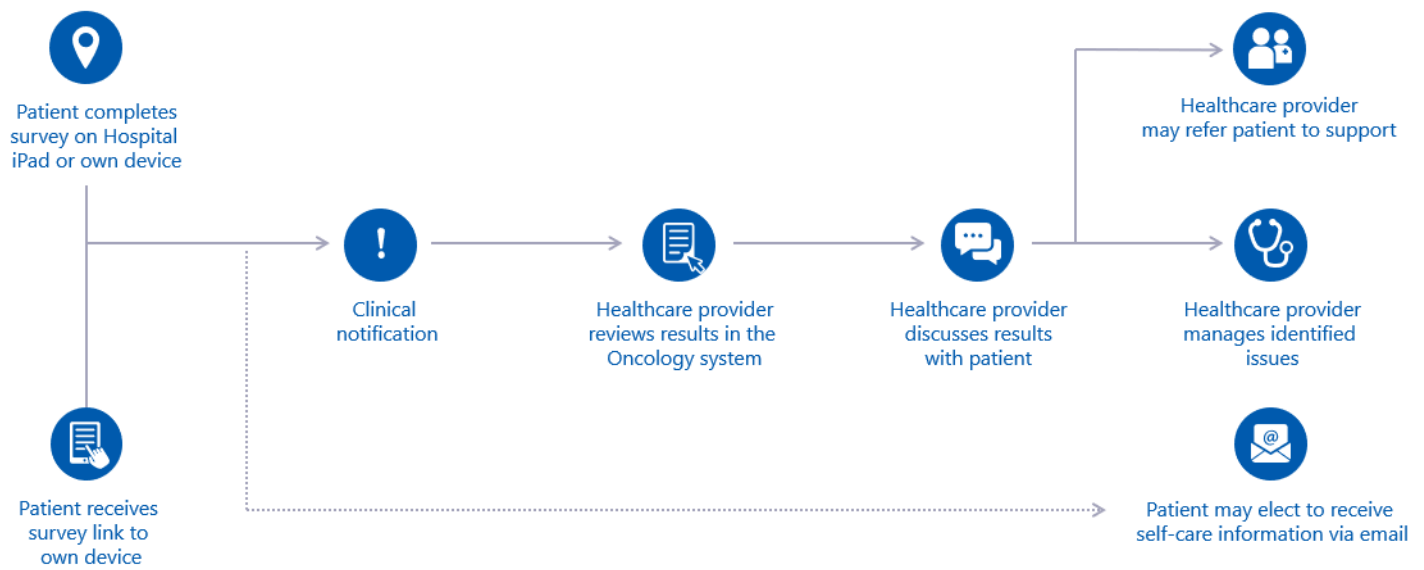 Patient completes
survey on Hospital
iPad or own device
Healthcare provider
may refer patient to support
!
Clinical
notification
Healthcare provider
reviews results in the
Oncology system
Healthcare provider
discusses results
with patient
Healthcare provider
manages identified
issues
@
Patient receives
survey link to
own device
Patient may elect to receive
self-care information via email